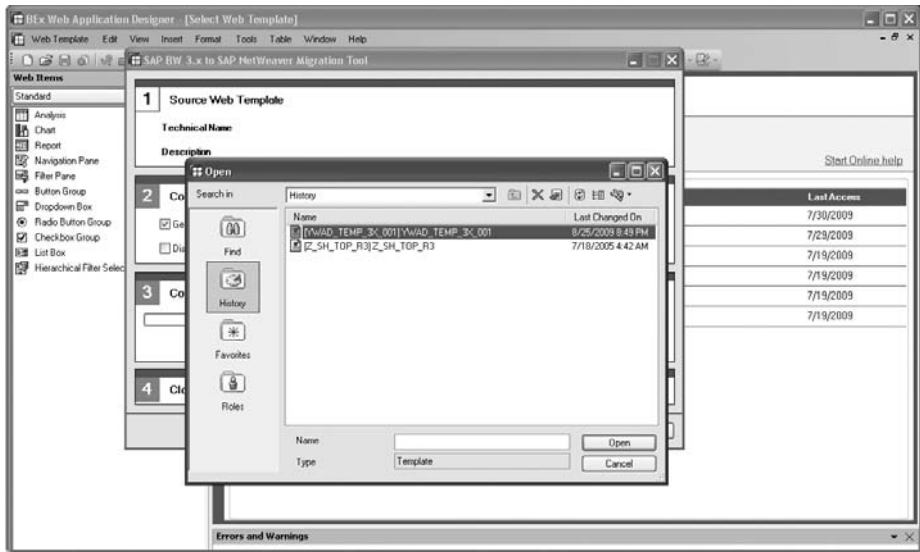 BEx Web Application Designer - [Select Web Template]
Web Template Edit View Insert Format Tools Table Window Help
SAP BW 3.x to SAP NetWeaver Migration Tool
Web Items
Standard
Analysis
Chart
Report
Navigation Pane
Filter Pane
Button Group
Dropdown Box
Radio Button Group
Checkbox Group
List Box
Hierarchical Filter Selec
1 Source Web Template
Technical Name
Description
2 Co
Ge
Dis
3 Co
4 Clo
Open
Search in
History
Find
History
Favorites
Roles
Name Last Changed On
[YWAD_TEMP_3X_001]YWAD_TEMP_3X_001 8/25/2009 8:49 PM
[Z_SH_TOP_R3]Z_SH_TOP_R3 7/18/2005 4:42 AM
Name
Open
Type Template
Cancel
Start Online help
Last Access
7/30/2009
7/29/2009
7/19/2009
7/19/2009
7/19/2009
7/19/2009
Errors and Warnings